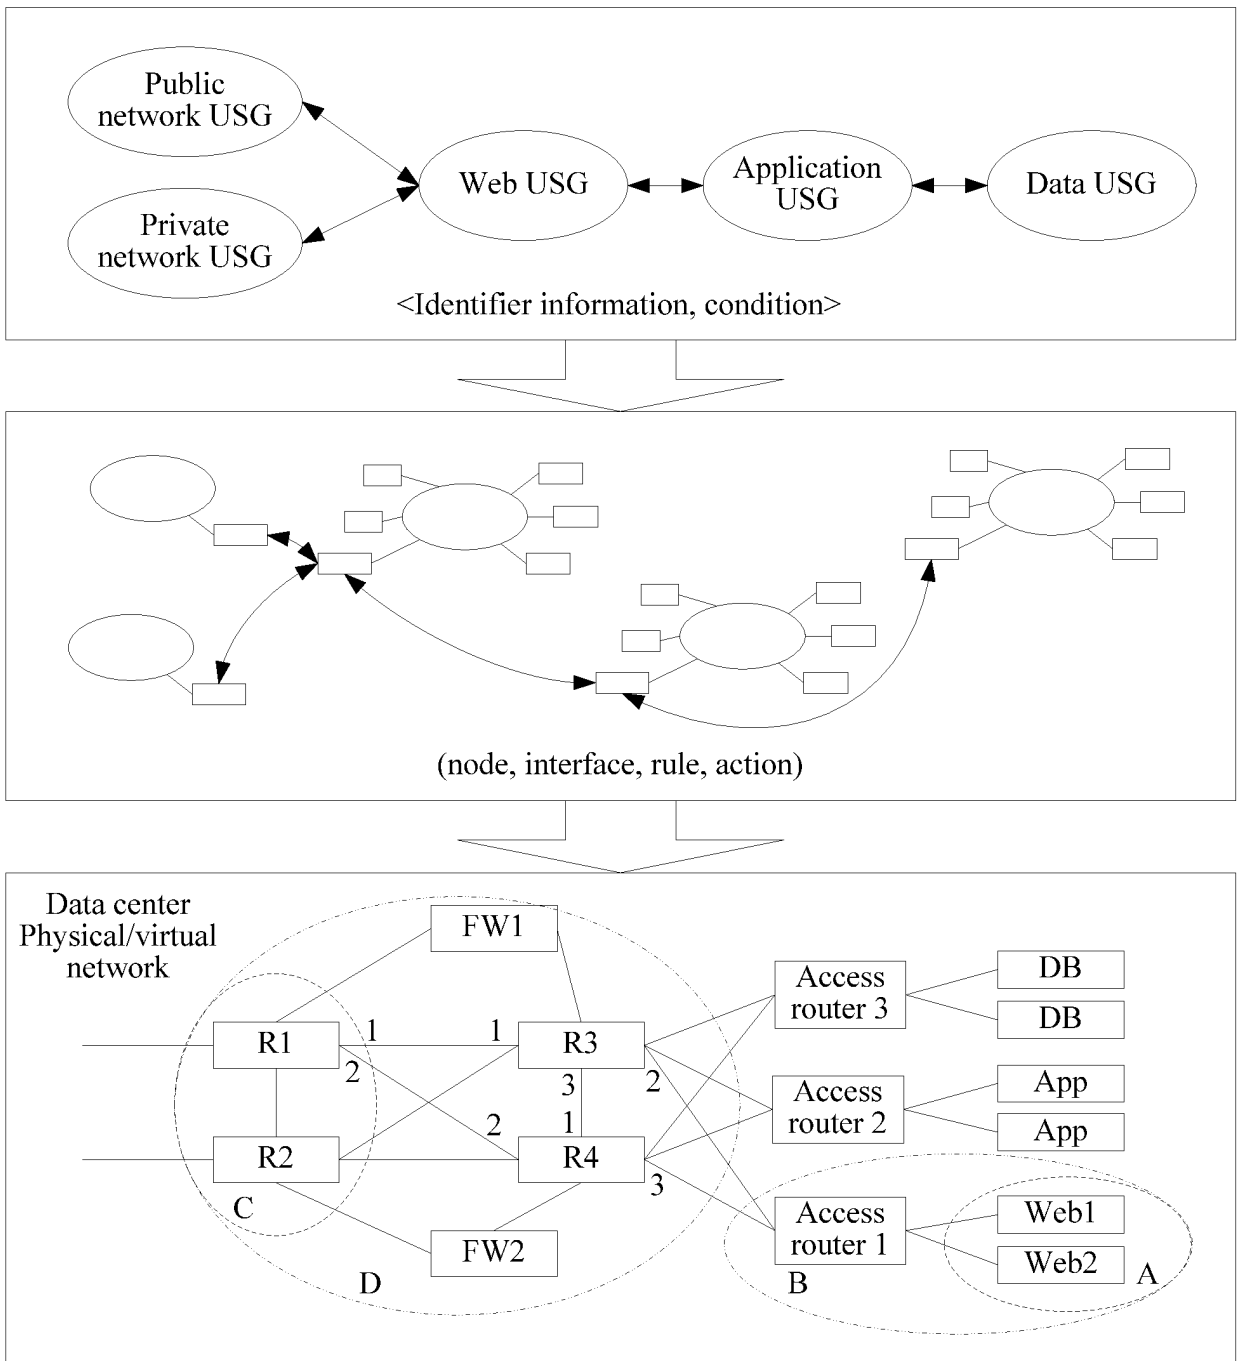 Public
network USG
Private
network USG
Web USG
Application
USG
Data USG
<Identifier information, condition>
(node, interface, rule, action)
Data center
Physical/virtual
network
FW1
R1
1
2
1
R3
3
2
R2
2
1
R4
3
C
FW2
D
Access
router 3
DB
DB
Access
router 2
App
App
Access
router 1
Web1
Web2
B
A